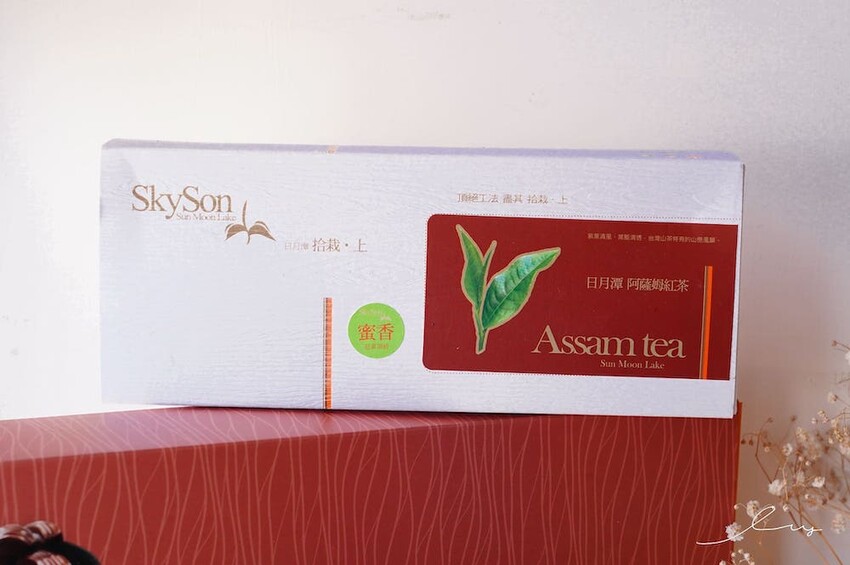 SkySon
Sun Moon Lake
日月潭 拾栽·上
蜜香
頂絕工法 盡其 拾栽·上
日月潭 阿薩姆紅茶
Assam tea
Sun Moon Lake